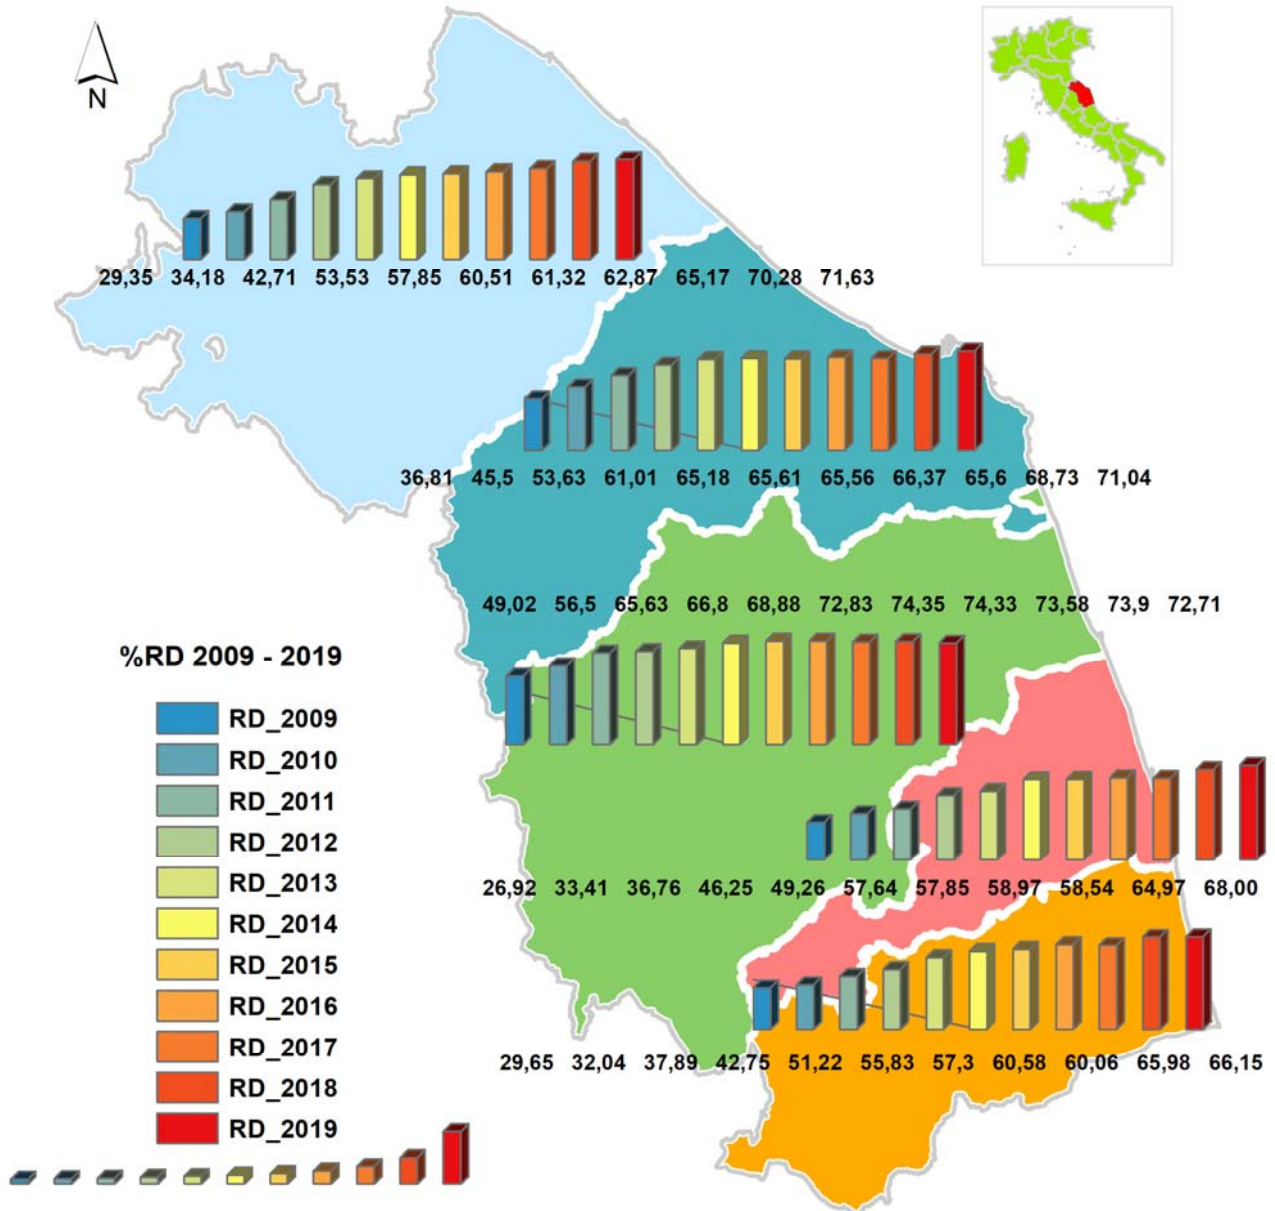 N
29,35 34,18 42,71 53,53 57,85 60,51 61,32 62,87 65,17 70,28 71,63
36,81 45,5 53,63 61,01 65,18 65,61 65,56 66,37 65,6 68,73 71,04
49,02 56,5 65,63 66,8 68,88 72,83 74,35 74,33 73,58 73,9 72,71
%RD 2009 - 2019
RD_2009
RD_2010
RD_2011
RD_2012
RD_2013
RD_2014
RD_2015
RD_2016
RD_2017
RD_2018
RD_2019
26,92 33,41 36,76 46,25 49,26 57,64 57,85 58,97 58,54 64,97 68,00
29,65 32,04 37,89 42,75 51,22 55,83 57,3 60,58 60,06 65,98 66,15